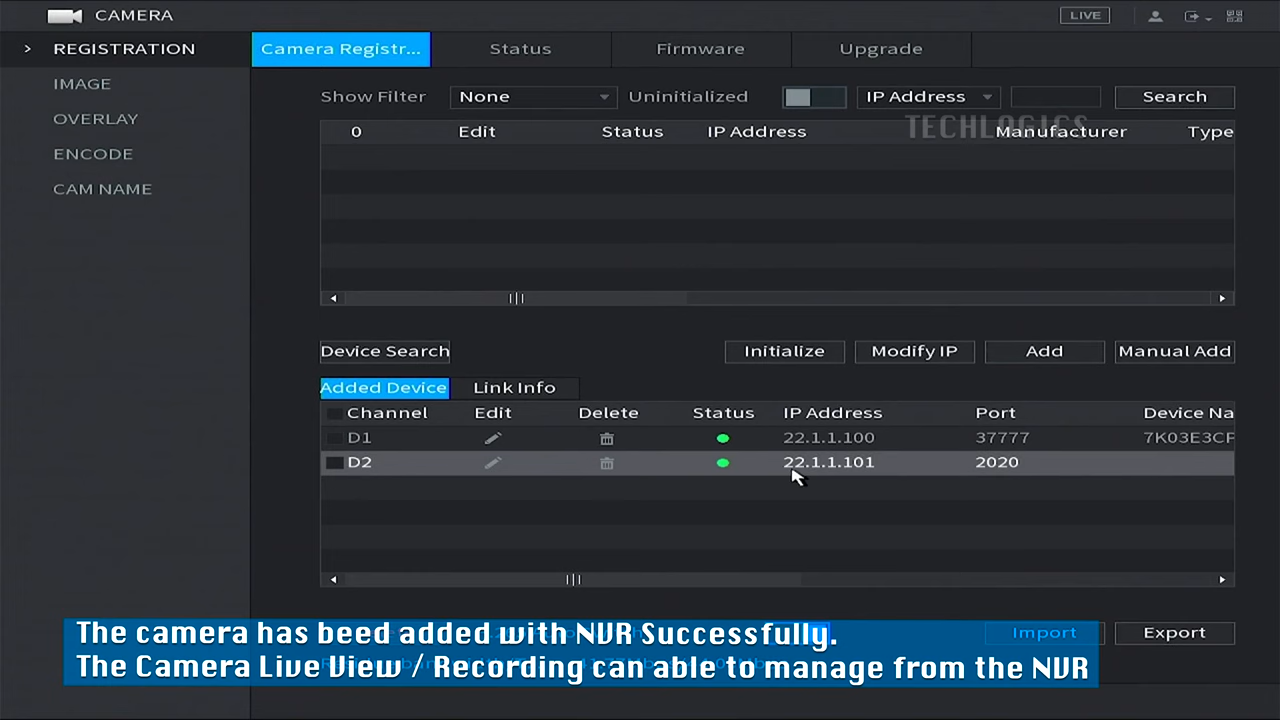 CAMERA
LIVE
REGISTRATION
IMAGE
OVERLAY
ENCODE
CAM NAME
Camera Registr... Status Firmware Upgrade
Show Filter None Uninitialized IP Address Search
TECHLOGICS
0 Edit Status IP Address Manufacturer Type
Device Search Initialize Modify IP Add Manual Add
Added Device Link Info
Channel Edit Delete Status IP Address Port Device Na
D1 22.1.1.100 37777 7K03E3CF
D2 22.1.1.101 2020
Import Export
The camera has beed added with NVR Successfully.
The Camera Live View / Recording can able to manage from the NVR